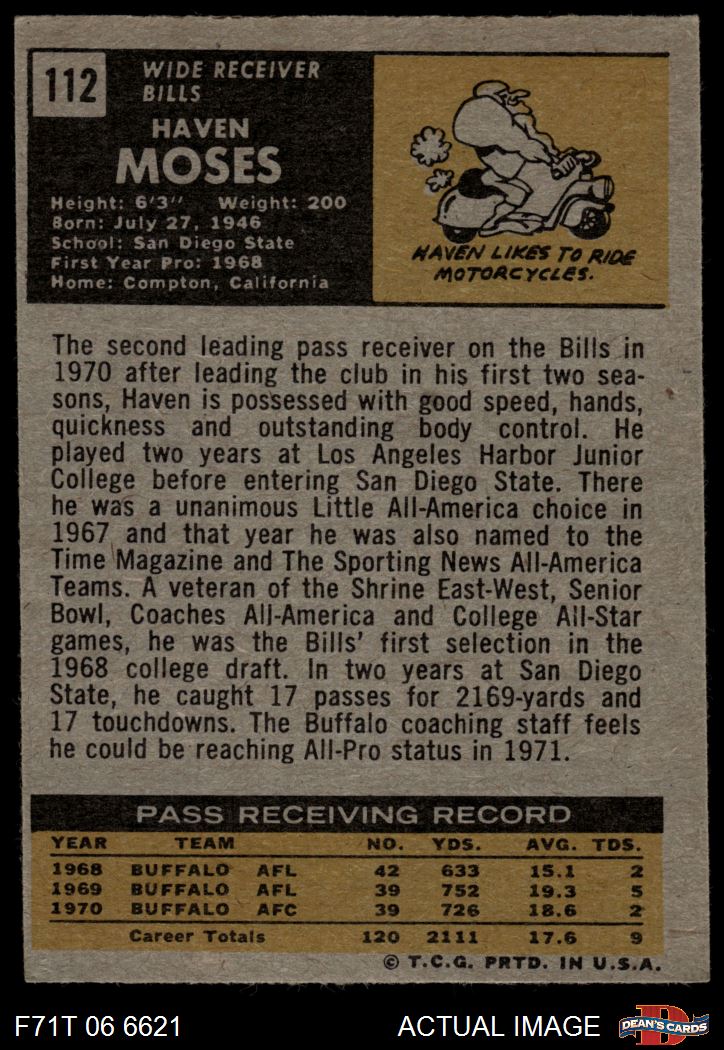 112
WIDE RECEIVER
BILLS
HAVEN
MOSES
Height: 6'3" Weight: 200
Born: July 27, 1946
School: San Diego State
First Year Pro: 1968
Home: Compton, California
HAVEN LIKES TO RIDE
MOTORCYCLES.
The second leading pass receiver on the Bills in
1970 after leading the club in his first two sea-
sons, Haven is possessed with good speed, hands,
quickness and outstanding body control. He
played two years at Los Angeles Harbor Junior
College before entering San Diego State. There
he was a unanimous Little All-America choice in
1967 and that year he was also named to the
Time Magazine and The Sporting News All-America
Teams. A veteran of the Shrine East-West, Senior
Bowl, Coaches All-America and College All-Star
games, he was the Bills' first selection in the
1968 college draft. In two years at San Diego
State, he caught 17 passes for 2169-yards and
17 touchdowns. The Buffalo coaching staff feels
he could be reaching All-Pro status in 1971.
PASS RECEIVING RECORD
YEAR TEAM NO. YDS. AVG. TDS.
1968 BUFFALO AFL 42 633 15.1 2
1969 BUFFALO AFL 39 752 19.3 5
1970 BUFFALO AFC 39 726 18.6 2
Career Totals 120 2111 17.6 9
© T.C.G. PRTD. IN U.S.A.
F71T 06 6621 ACTUAL IMAGE D DEAN'S CARDS